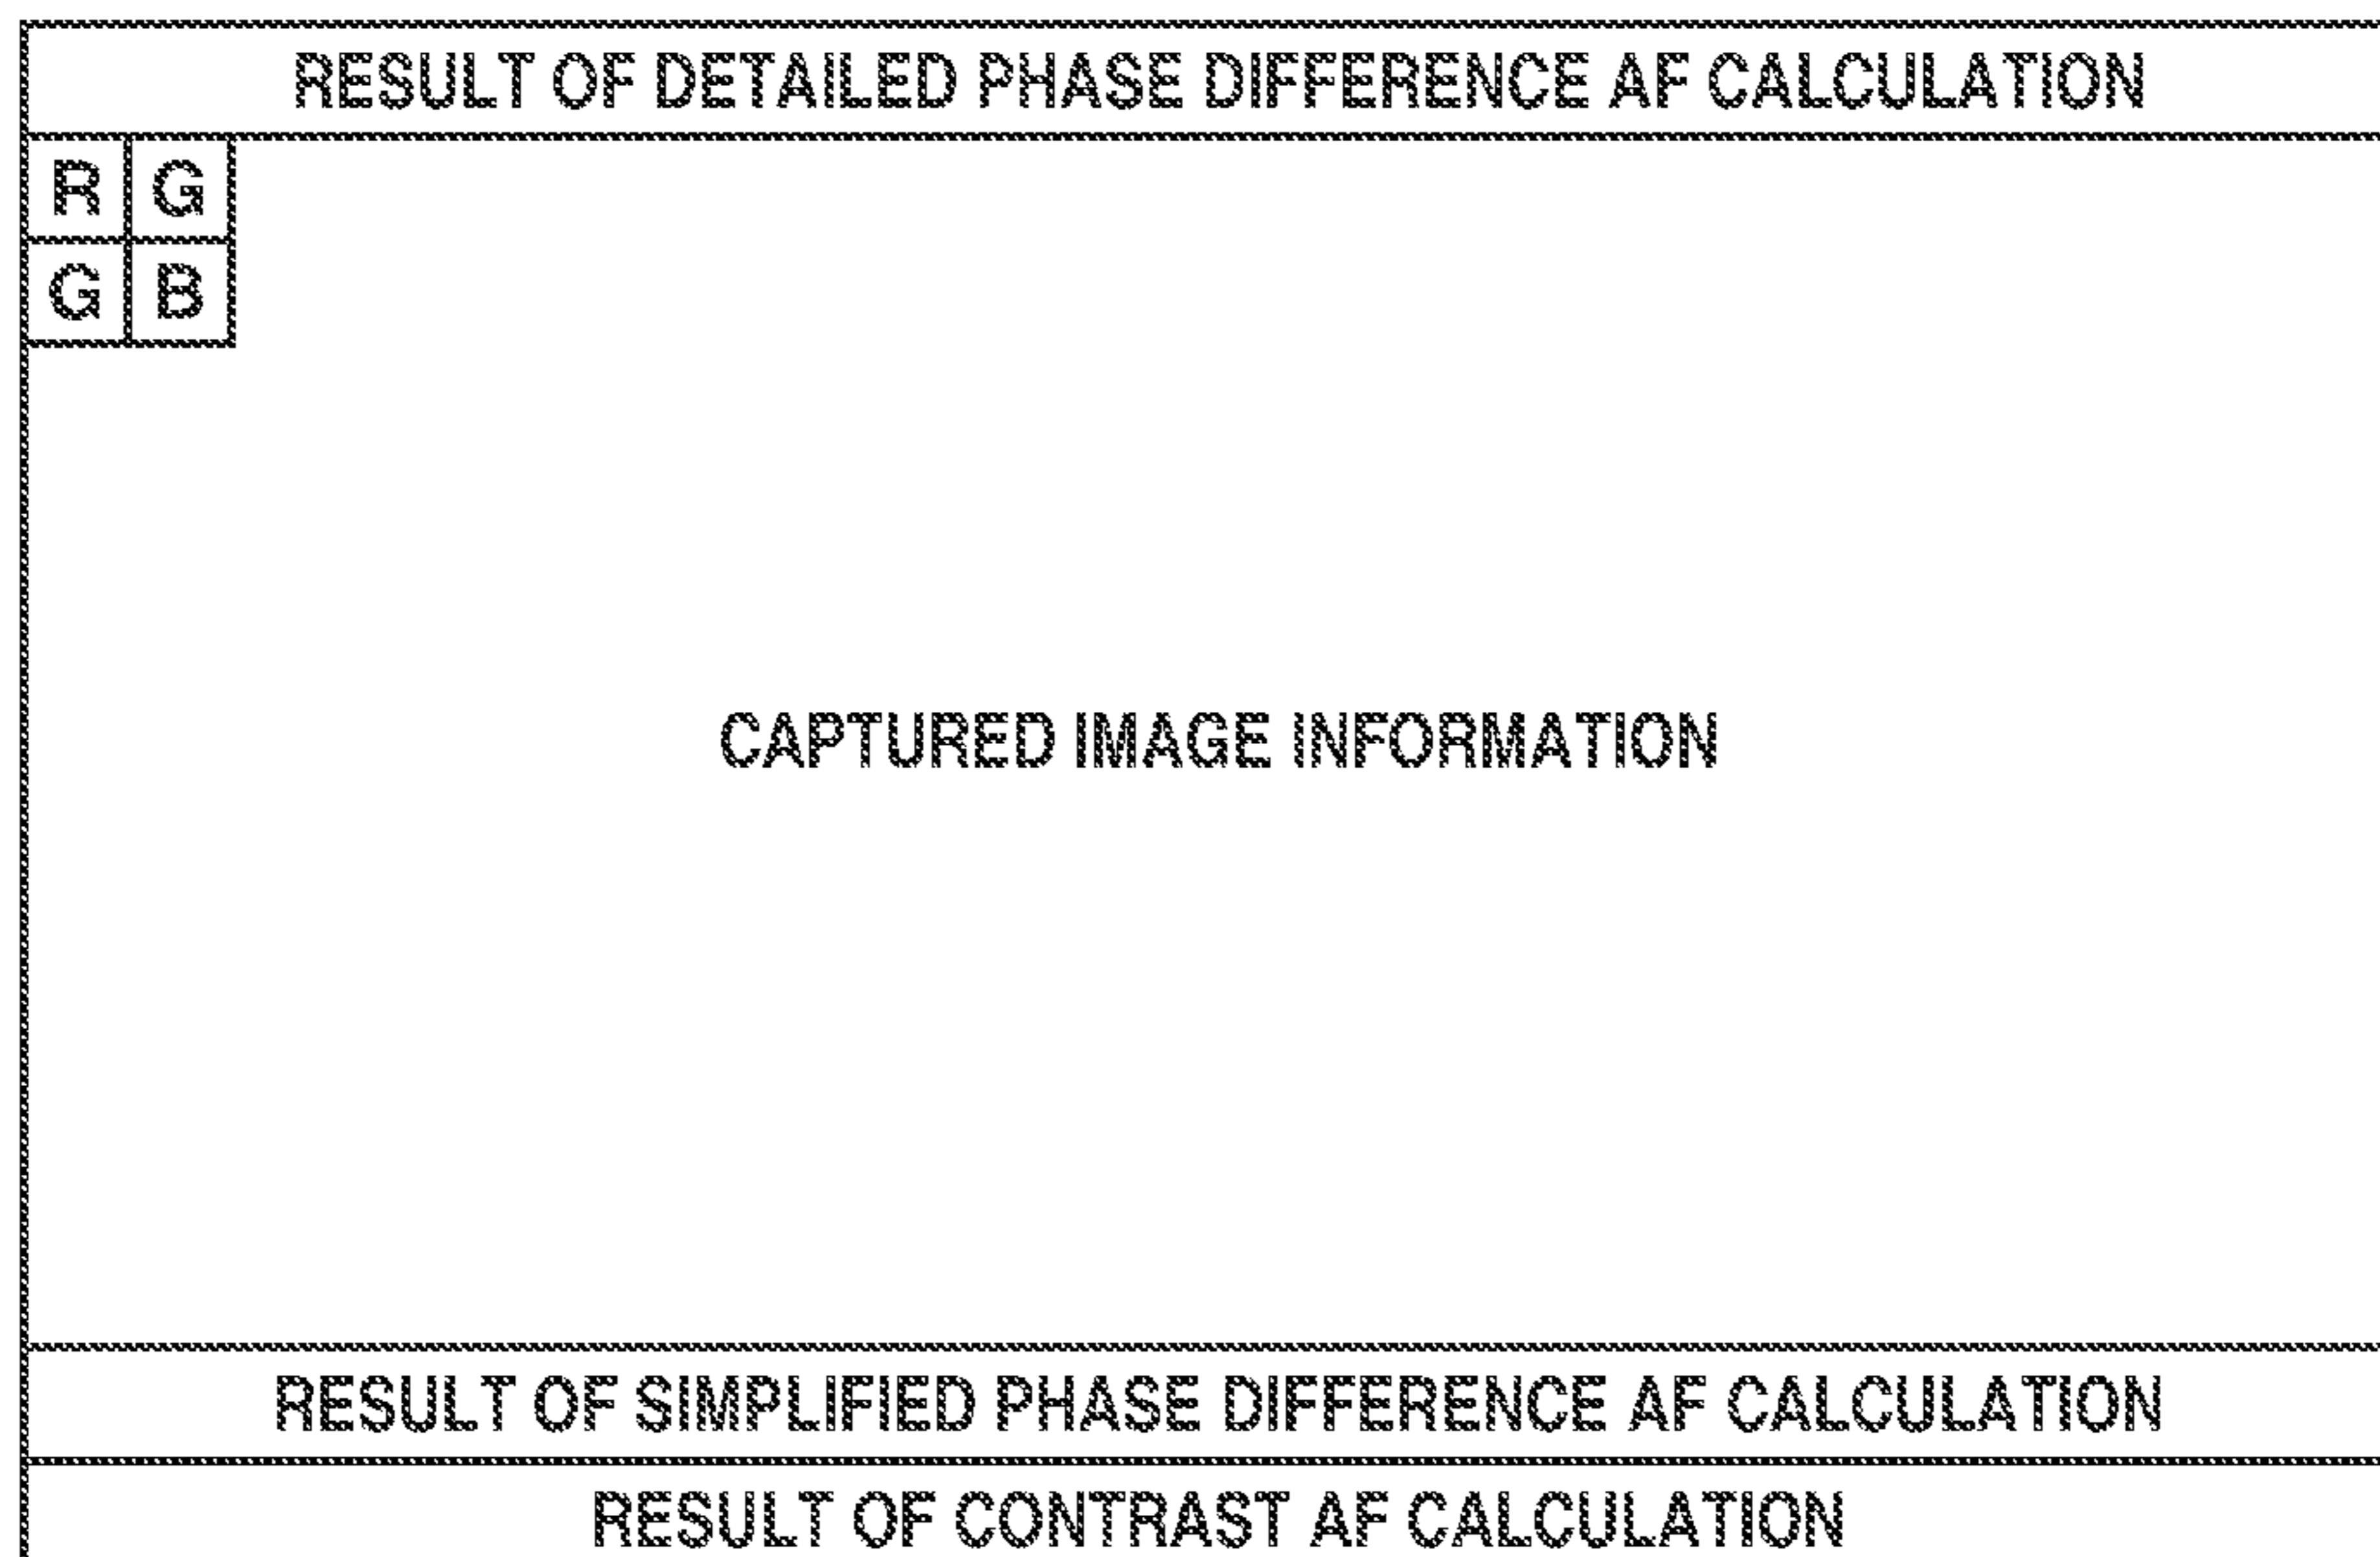 RESULT OF DETAILED PHASE DIFFERENCE AF CALCULATION
R G
G B
CAPTURED IMAGE INFORMATION
RESULT OF SIMPLIFIED PHASE DIFFERENCE AF CALCULATION
RESULT OF CONTRAST AF CALCULATION